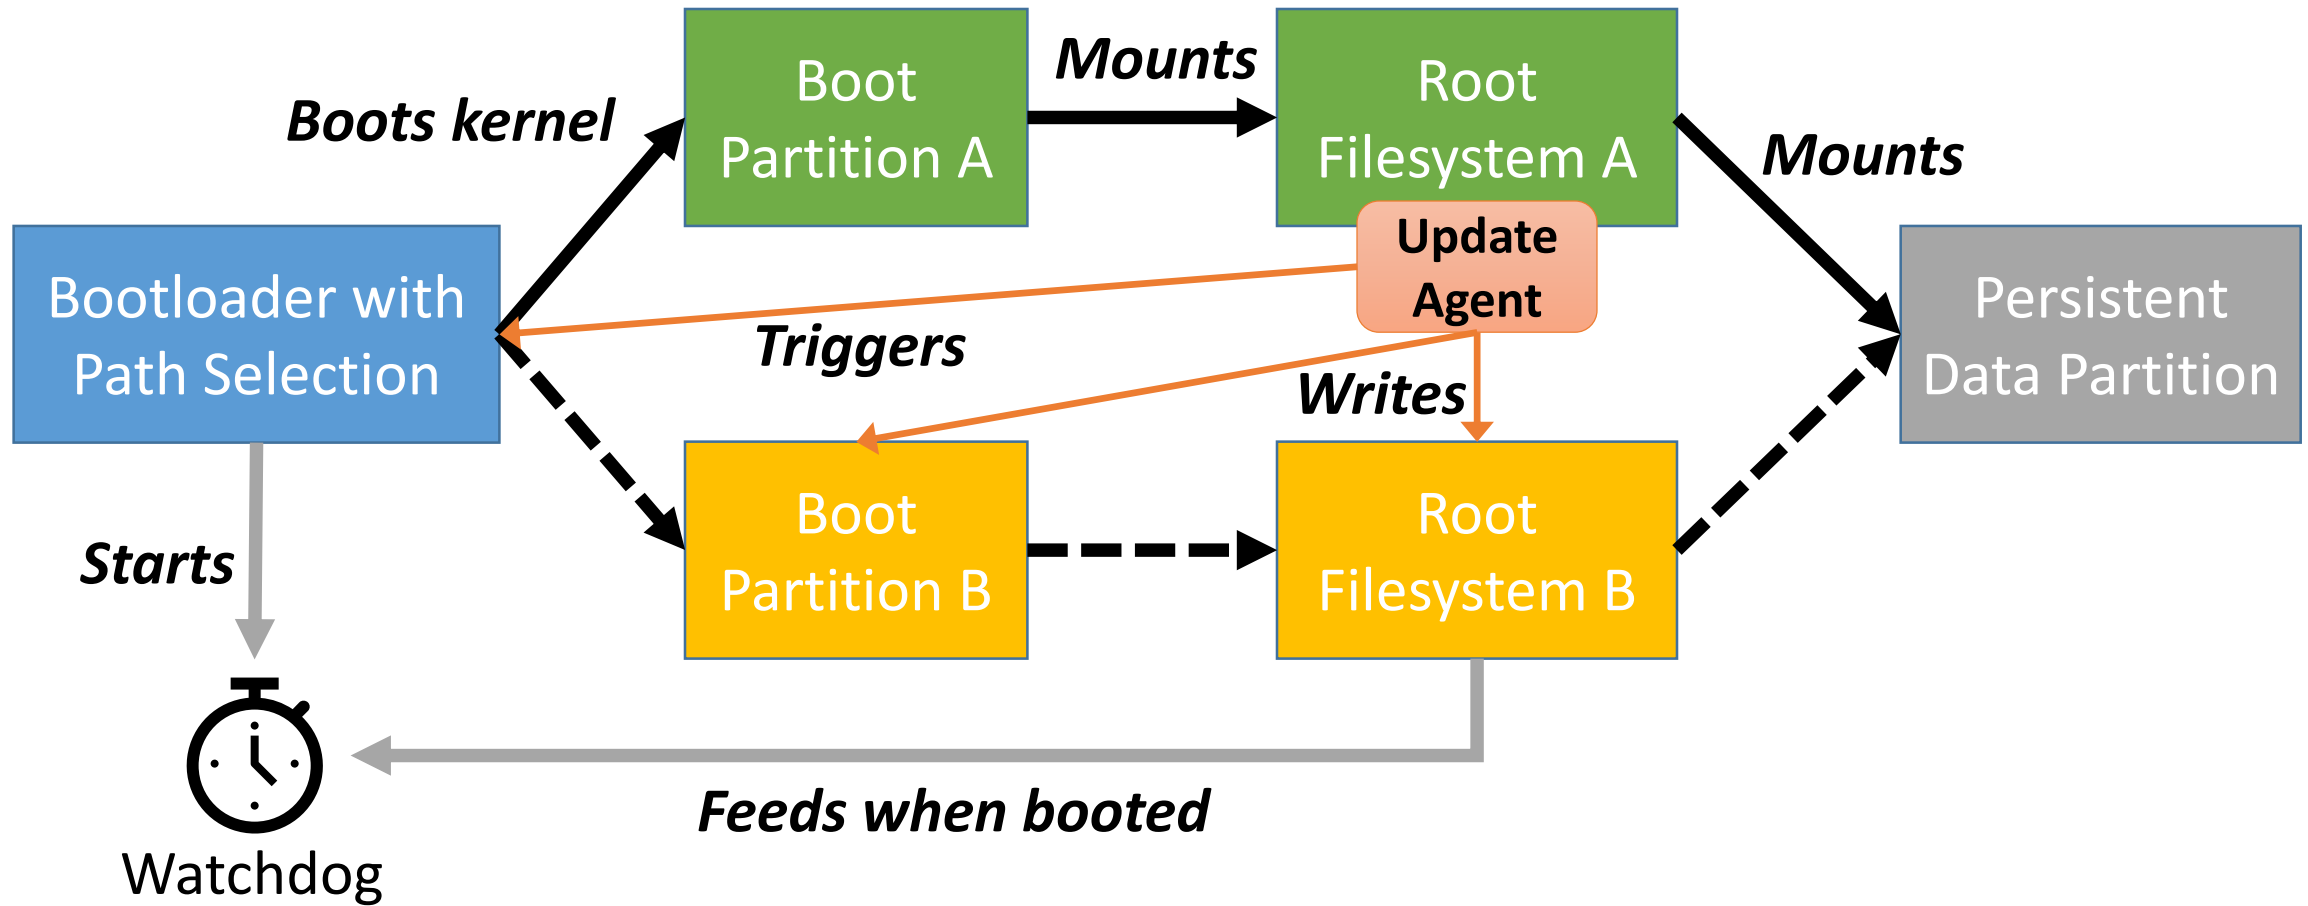 Boot
Partition A
Mounts
Root
Filesystem A
Boots kernel
Mounts
Update
Agent
Bootloader with
Path Selection
Triggers
Writes
Persistent
Data Partition
Boot
Partition B
Root
Filesystem B
Starts
Feeds when booted
Watchdog